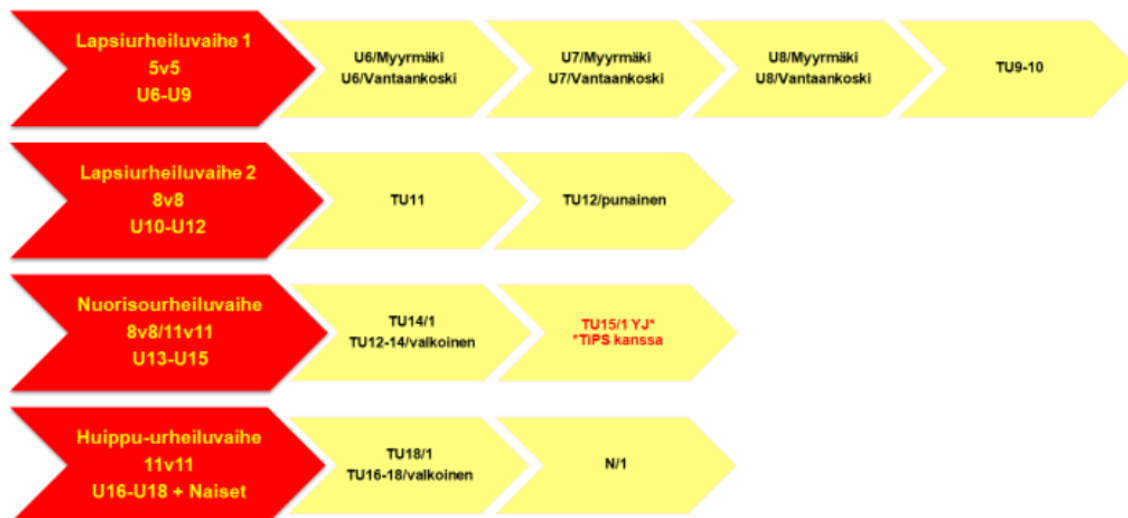 Lapsiurheiluvaihe 1
5v5
U6-U9
U6/Myyrmäki
U6/Vantaankoski
U7/Myyrmäki
U7/Vantaankoski
U8/Myyrmäki
U8/Vantaankoski
TU9-10
Lapsiurheiluvaihe 2
8v8
U10-U12
TU11
TU12/punainen
Nuorisourheiluvaihe
8v8/11v11
U13-U15
TU14/1
TU12-14/valkoinen
TU15/1 YJ*
*TiPS kanssa
Huippu-urheiluvaihe
11v11
U16-U18 + Naiset
TU18/1
TU16-18/valkoinen
N/1